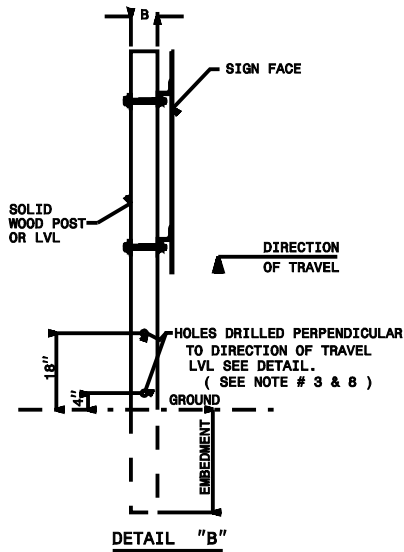 B
SIGN FACE
SOLID
WOOD POST
OR LVL
DIRECTION
OF TRAVEL
HOLES DRILLED PERPENDICULAR
TO DIRECTION OF TRAVEL
LVL SEE DETAIL.
( SEE NOTE # 3 & 8 )
18"
4"
GROUND
EMBEDMENT
DETAIL "B"